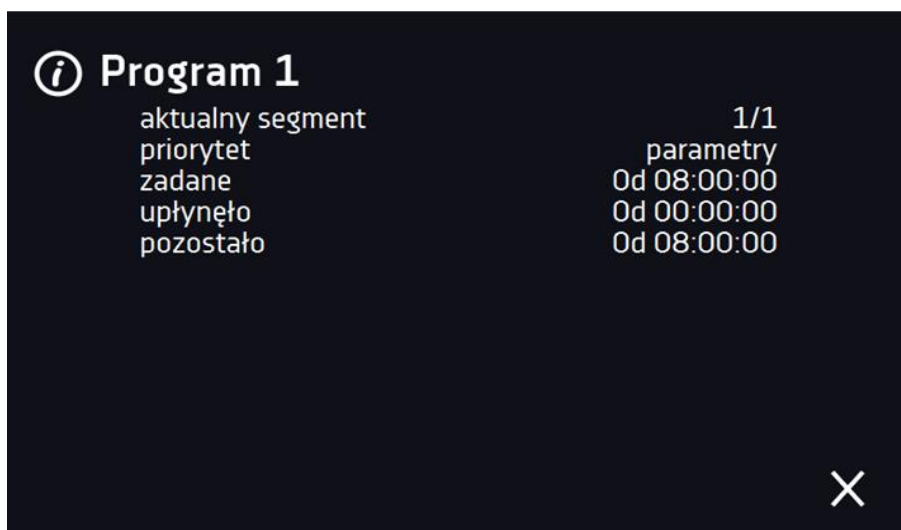 Program 1
aktualny segment 1/1
priorytet parametry
zadane 0d 08:00:00
upłynęło 0d 00:00:00
pozostało 0d 08:00:00